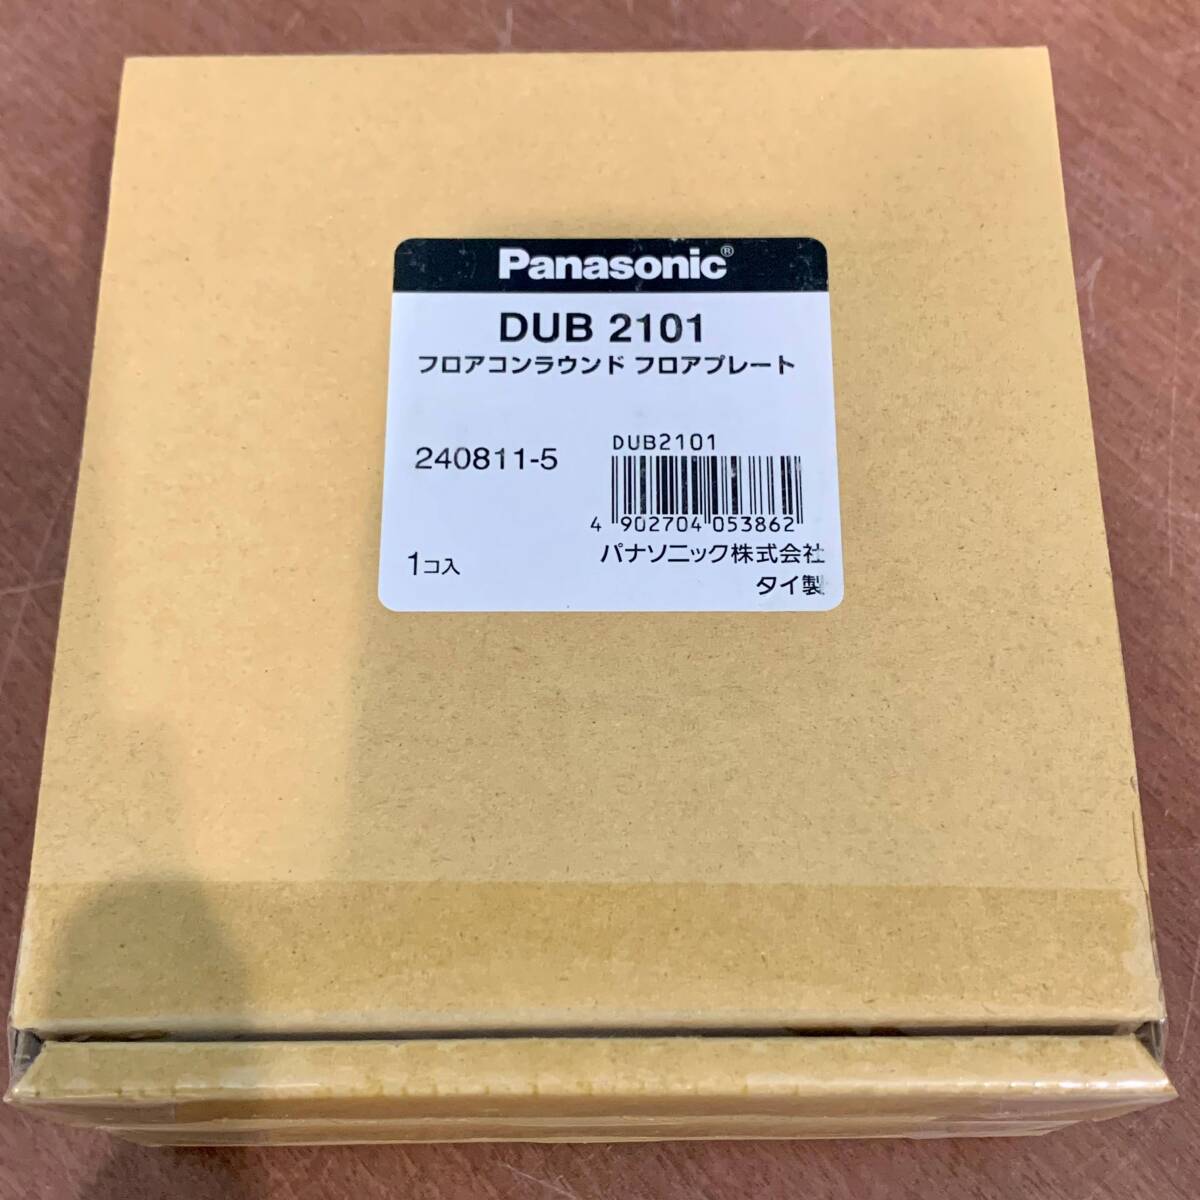 Panasonic®
DUB 2101
フロアコンラウンド フロアプレート
DUB2101
240811-5
4 902704 053862
1コ入
パナソニック株式会社
タイ製